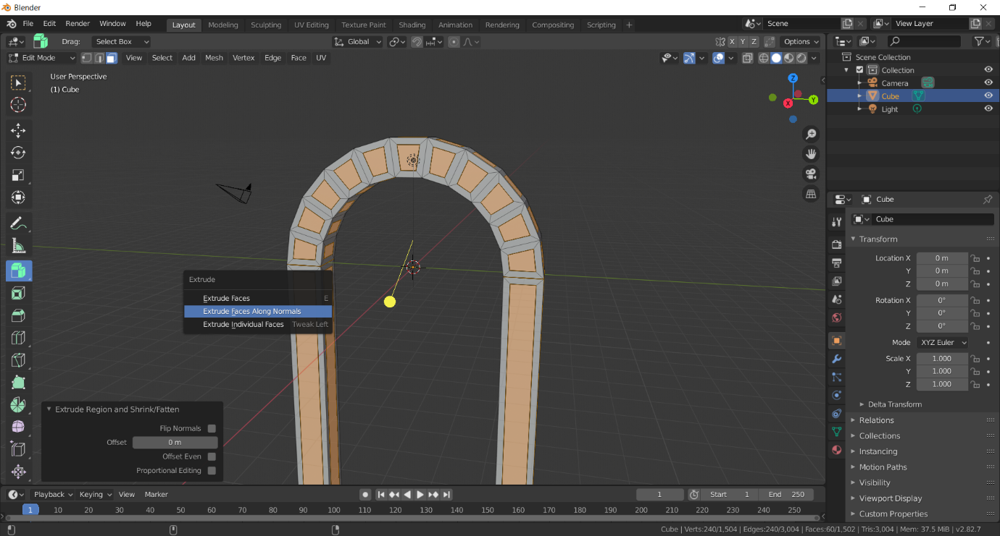 Blender
File Edit Render Window Help
Layout Modeling Sculpting UV Editing Texture Paint Shading Animation Rendering Compositing Scripting +
Scene
View Layer
Drag: Select Box
Global
X Y Z
Options
Edit Mode
View Select Add Mesh Vertex Edge Face UV
User Perspective
(1) Cube
Z
Y
X
Scene Collection
Collection
Camera
Cube
Light
Cube
Cube
Transform
Location X 0 m
Y 0 m
Z 0 m
Rotation X 0°
Y 0°
Z 0°
Mode XYZ Euler
Scale X 1.000
Y 1.000
Z 1.000
Delta Transform
Relations
Collections
Instancing
Motion Paths
Visibility
Viewport Display
Custom Properties
Extrude
Extrude Faces E
Extrude Faces Along Normals
Extrude Individual Faces Tweak Left
Extrude Region and Shrink/Fatten
Flip Normals
Offset 0 m
Offset Even
Proportional Editing
Playback Keying View Marker
1
Start 1
End 250
1 10 20 30 40 50 60 70 80 90 100 110 120 130 140 150 160 170 180 190 200 210 220 230 240 250
Cube | Verts:240/1,504 | Edges:240/3,004 | Faces:60/1,502 | Tris:3,004 | Mem: 37.5 MiB | v2.82.7